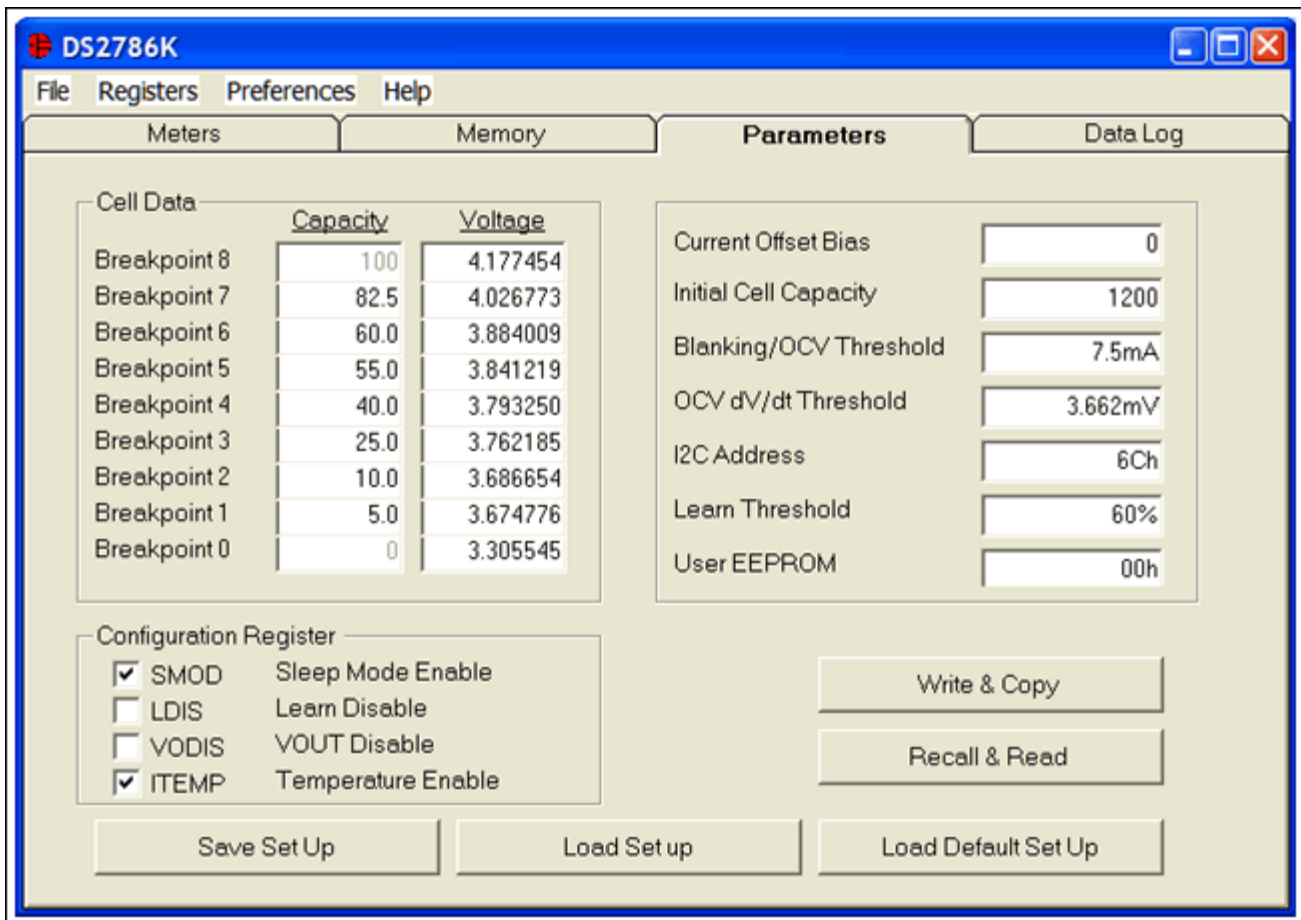 DS2786K
File Registers Preferences Help
Meters Memory Parameters Data Log
Cell Data
Capacity Voltage
Breakpoint 8 100 4.177454
Breakpoint 7 82.5 4.026773
Breakpoint 6 60.0 3.884009
Breakpoint 5 55.0 3.841219
Breakpoint 4 40.0 3.793250
Breakpoint 3 25.0 3.762185
Breakpoint 2 10.0 3.686654
Breakpoint 1 5.0 3.674776
Breakpoint 0 0 3.305545
Current Offset Bias 0
Initial Cell Capacity 1200
Blanking/OCV Threshold 7.5mA
OCV dV/dt Threshold 3.662mV
I2C Address 6Ch
Learn Threshold 60%
User EEPROM 00h
Configuration Register
SMOD Sleep Mode Enable
LDIS Learn Disable
VODIS VOUT Disable
ITEMP Temperature Enable
Write & Copy
Recall & Read
Save Set Up Load Set up Load Default Set Up